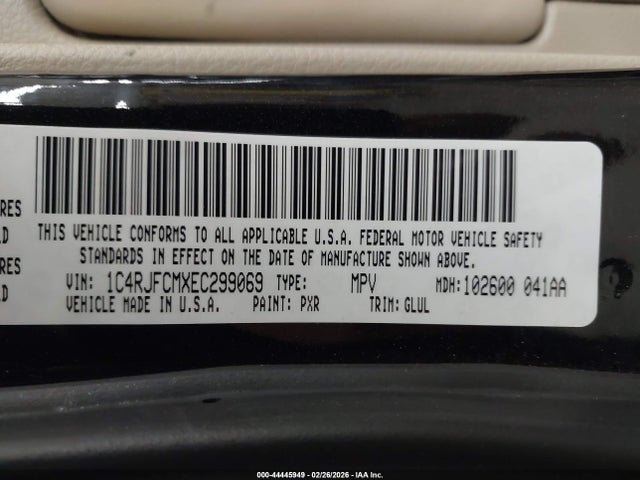 RES
THIS VEHICLE CONFORMS TO ALL APPLICABLE U.S.A. FEDERAL MOTOR VEHICLE SAFETY
D
STANDARDS IN EFFECT ON THE DATE OF MANUFACTURE SHOWN ABOVE.
RES
VIN: 1C4RJFCMXEC299069 TYPE: MPV MDH:102600 041AA
D
VEHICLE MADE IN U.S.A. PAINT: PXR TRIM: GLUL
000-44445949 - 02/26/2026 - © IAA Inc.